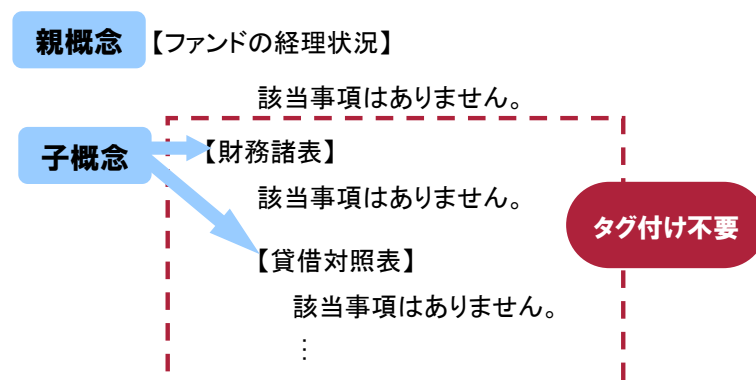 親概念 【ファンドの経理状況】
該当事項はありません。
子概念 【財務諸表】
該当事項はありません。
タグ付け不要
【貸借対照表】
該当事項はありません。
⋮